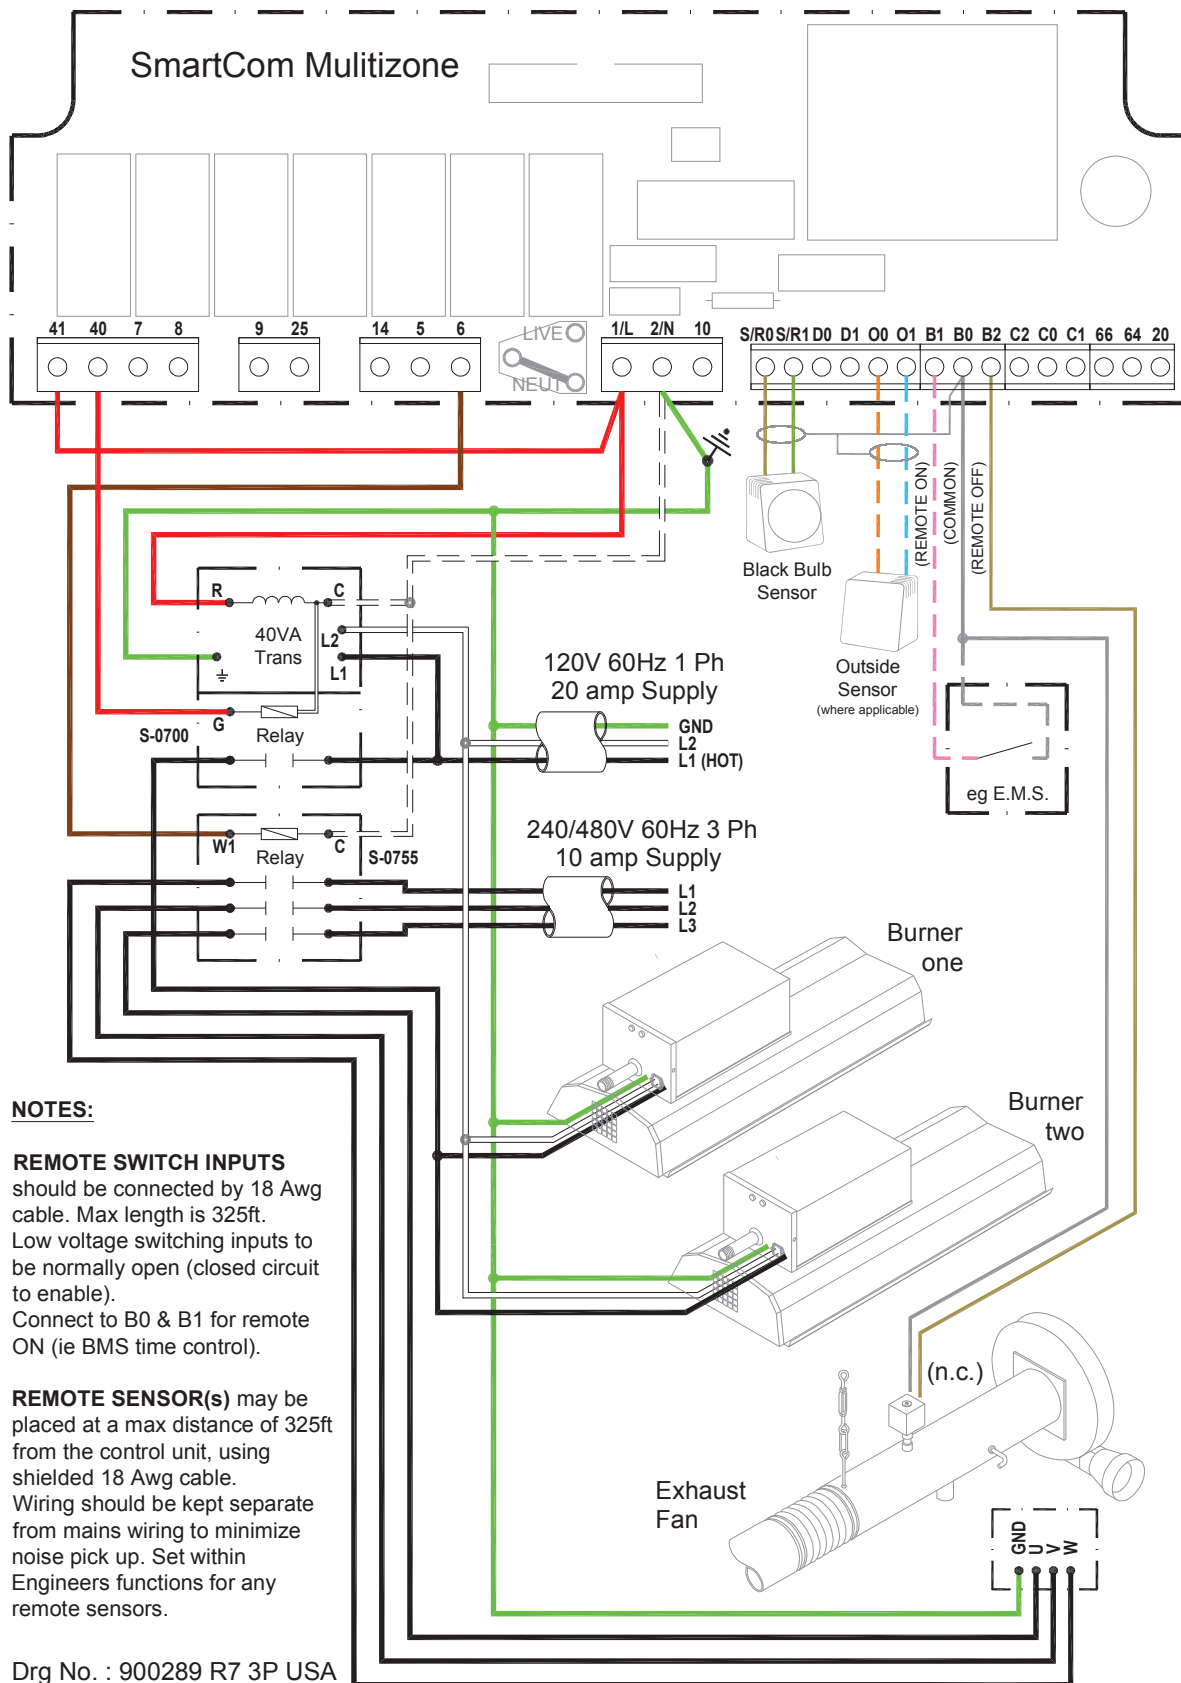 SmartCom Mulitizone
41 40 7 8 9 25 14 5 6 LIVE NEUT 1/L 2/N 10 S/R0 S/R1 D0 D1 O0 O1 B1 B0 B2 C2 C0 C1 66 64 20
(REMOTE ON)
(COMMON)
(REMOTE OFF)
Black Bulb
Sensor
Outside
Sensor
(where applicable)
R C
40VA
Trans
L2
L1
G
S-0700
Relay
120V 60Hz 1 Ph
20 amp Supply
GND
L2
L1 (HOT)
eg E.M.S.
W1 C
Relay
S-0755
240/480V 60Hz 3 Ph
10 amp Supply
L1
L2
L3
Burner
one
Burner
two
NOTES:
REMOTE SWITCH INPUTS
should be connected by 18 Awg
cable. Max length is 325ft.
Low voltage switching inputs to
be normally open (closed circuit
to enable).
Connect to B0 & B1 for remote
ON (ie BMS time control).
REMOTE SENSOR(s) may be
placed at a max distance of 325ft
from the control unit, using
shielded 18 Awg cable.
Wiring should be kept separate
from mains wiring to minimize
noise pick up. Set within
Engineers functions for any
remote sensors.
(n.c.)
Exhaust
Fan
GND
U
V
W
Drg No. : 900289 R7 3P USA